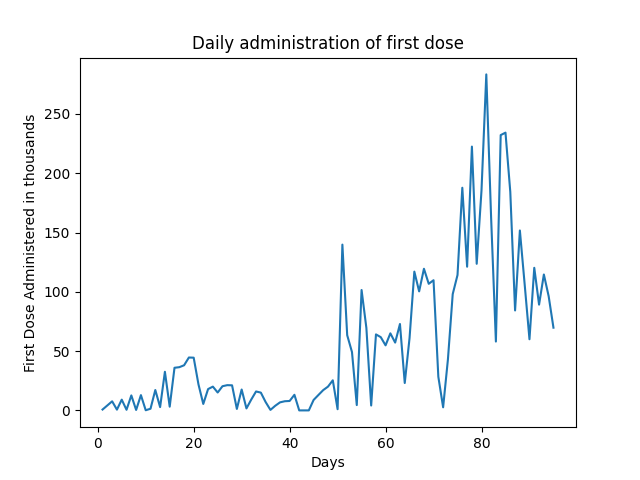 Daily administration of first dose
First Dose Administered in thousands
250
200
150
100
50
0
0 20 40 60 80
Days